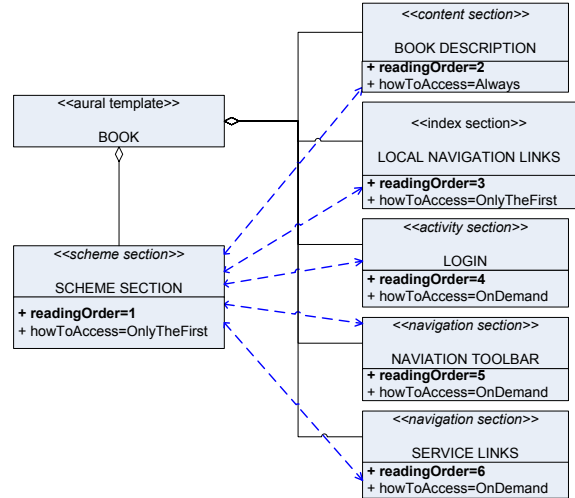 <<aural template>>
BOOK
<<scheme section>>
SCHEME SECTION
+ readingOrder=1
+ howToAccess=OnlyTheFirst
<<content section>>
BOOK DESCRIPTION
+ readingOrder=2
+ howToAccess=Always
<<index section>>
LOCAL NAVIGATION LINKS
+ readingOrder=3
+ howToAccess=OnlyTheFirst
<<activity section>>
LOGIN
+ readingOrder=4
+ howToAccess=OnDemand
<<navigation section>>
NAVIATION TOOLBAR
+ readingOrder=5
+ howToAccess=OnDemand
<<navigation section>>
SERVICE LINKS
+ readingOrder=6
+ howToAccess=OnDemand